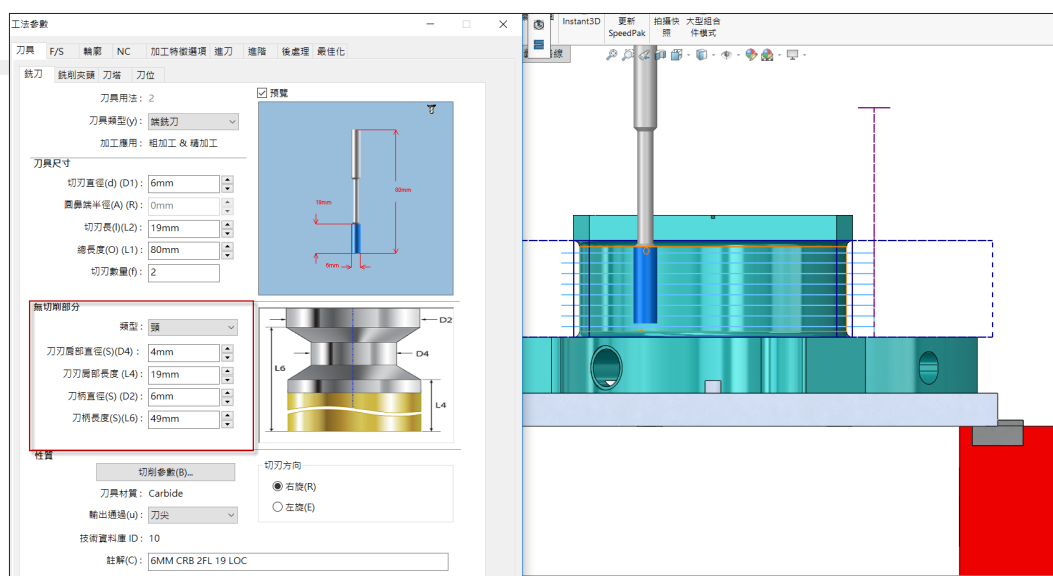 工法參數
刀具 F/S 輪廓 NC 加工特徵選項 進刀 進階 後處理 最佳化
銑刀 銑削夾頭 刀塔 刀位
刀具用法： 2
預覽
刀具類型(y)： 端銑刀
加工應用： 粗加工 & 精加工
刀具尺寸
切刃直徑(d) (D1)： 6mm
圓鼻端半徑(A) (R)： 0mm
切刃長(l)(L2)： 19mm
總長度(O) (L1)： 80mm
切刀數量(f)： 2
19mm
80mm
6mm
無切削部分
類型： 頸
刀刃肩部直徑(S)(D4)： 4mm
刀刃肩部長度 (L4)： 19mm
刀柄直徑(S) (D2)： 6mm
刀柄長度(S)(L6)： 49mm
D2
D4
L6
L4
性質
切削參數(B)...
刀具材質： Carbide
輸出通過(u)： 刀尖
技術資料庫 ID： 10
註解(C)： 6MM CRB 2FL 19 LOC
切刃方向
右旋(R)
左旋(E)
Instant3D
更新
SpeedPak
拍攝快
照
大型組合
件模式